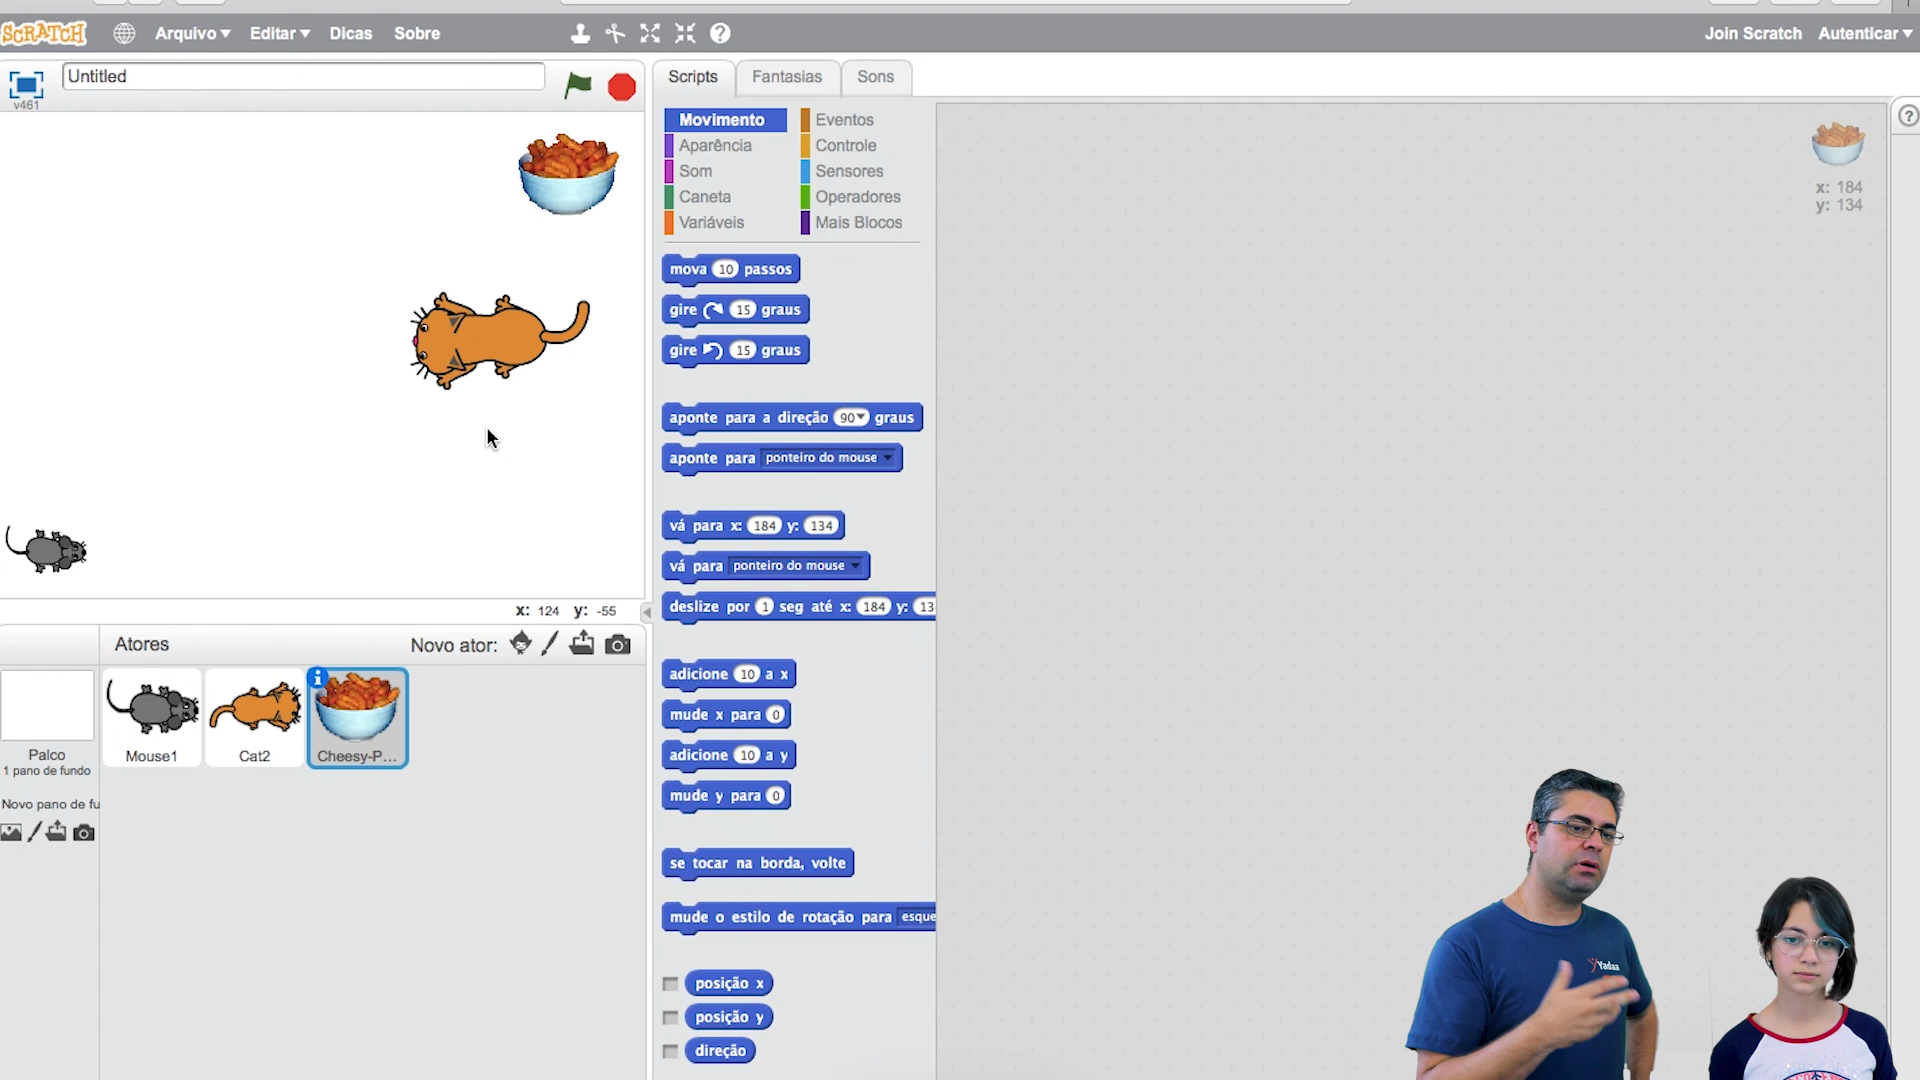 SCRATCH
Arquivo▼ Editar▼ Dicas Sobre
Join Scratch Autenticar▼
v461
Untitled
Scripts Fantasias Sons
Movimento Eventos
Aparência Controle
Som Sensores
Caneta Operadores
Variáveis Mais Blocos
x: 184
y: 134
mova 10 passos
gire 15 graus
gire 15 graus
aponte para a direção 90▼ graus
aponte para ponteiro do mouse
vá para x: 184 y: 134
vá para ponteiro do mouse
deslize por 1 seg até x: 184 y: 13
adicione 10 a x
mude x para 0
adicione 10 a y
mude y para 0
se tocar na borda, volte
mude o estilo de rotação para esque
posição x
posição y
direção
x: 124 y: -55
Atores Novo ator:
Mouse1 Cat2 Cheesy-P...
Palco
1 pano de fundo
Novo pano de fu
Yadaa